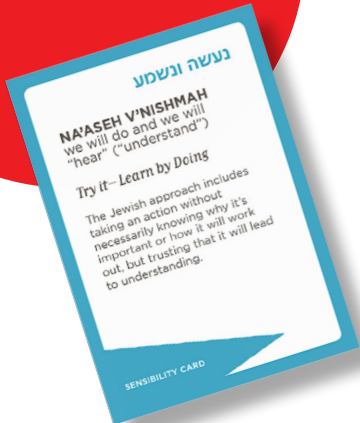 נעשה ונשמע
NA'ASEH V'NISHMAH
we will do and we will
"hear" ("understand")
Try it– Learn by Doing
The Jewish approach includes
taking an action without
necessarily knowing why it's
important or how it will work
out, but trusting that it will lead
to understanding.
SENSIBILITY CARD